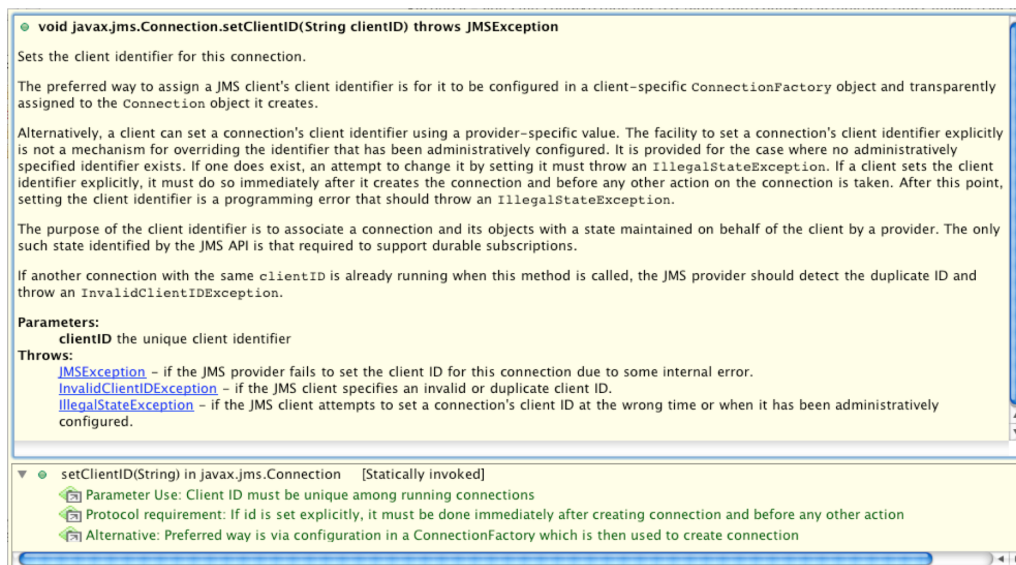 void javax.jms.Connection.setClientID(String clientID) throws JMSException
Sets the client identifier for this connection.
The preferred way to assign a JMS client's client identifier is for it to be configured in a client-specific ConnectionFactory object and transparently
assigned to the Connection object it creates.
Alternatively, a client can set a connection's client identifier using a provider-specific value. The facility to set a connection's client identifier explicitly
is not a mechanism for overriding the identifier that has been administratively configured. It is provided for the case where no administratively
specified identifier exists. If one does exist, an attempt to change it by setting it must throw an IllegalStateException. If a client sets the client
identifier explicitly, it must do so immediately after it creates the connection and before any other action on the connection is taken. After this point,
setting the client identifier is a programming error that should throw an IllegalStateException.
The purpose of the client identifier is to associate a connection and its objects with a state maintained on behalf of the client by a provider. The only
such state identified by the JMS API is that required to support durable subscriptions.
If another connection with the same clientID is already running when this method is called, the JMS provider should detect the duplicate ID and
throw an InvalidClientIDException.
Parameters:
clientID the unique client identifier
Throws:
JMSException – if the JMS provider fails to set the client ID for this connection due to some internal error.
InvalidClientIDException – if the JMS client specifies an invalid or duplicate client ID.
IllegalStateException – if the JMS client attempts to set a connection's client ID at the wrong time or when it has been administratively
configured.
setClientID(String) in javax.jms.Connection [Statically invoked]
Parameter Use: Client ID must be unique among running connections
Protocol requirement: If id is set explicitly, it must be done immediately after creating connection and before any other action
Alternative: Preferred way is via configuration in a ConnectionFactory which is then used to create connection